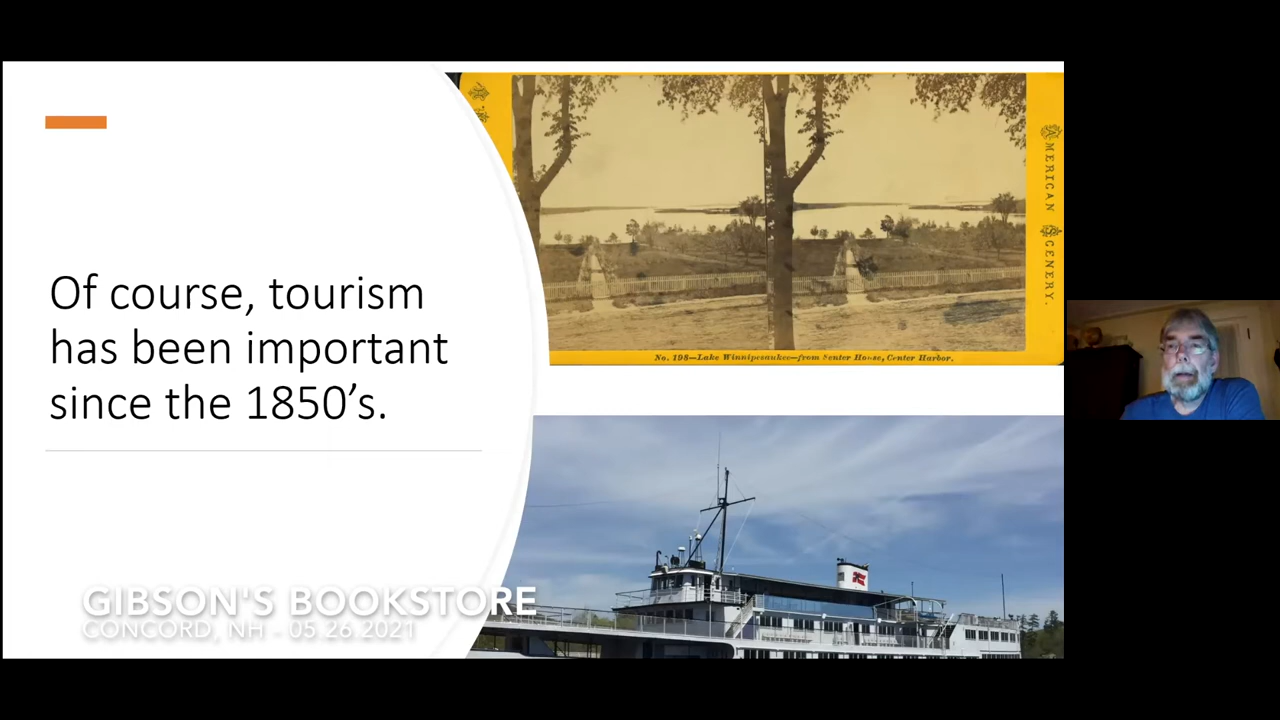 Of course, tourism
has been important
since the 1850's.
AMERICAN SCENERY.
No. 198—Lake Winnipesaukee—from Senter House, Center Harbor.
GIBSON'S BOOKSTORE
CONCORD, NH - 05.26.2021